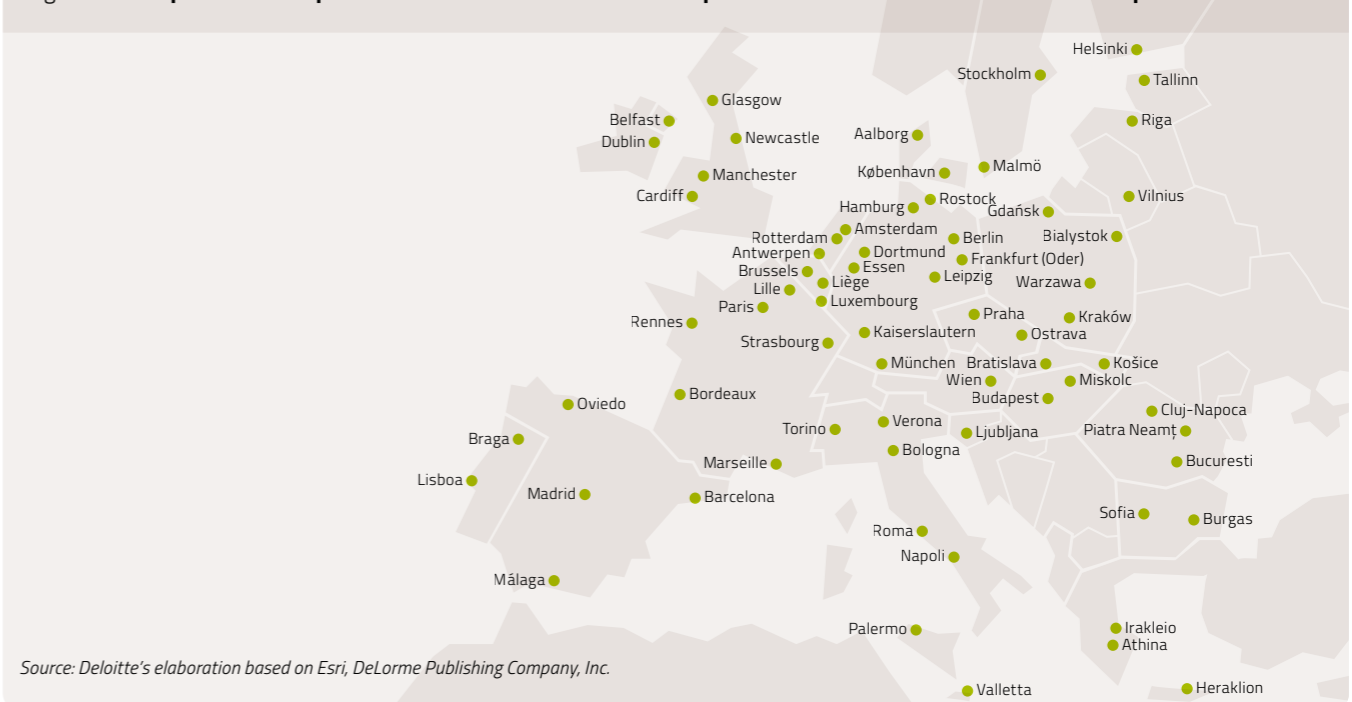 Helsinki
Stockholm
Tallinn
Glasgow
Belfast
Riga
Aalborg
Newcastle
Dublin
Malmö
København
Manchester
Cardiff
Vilnius
Rostock
Hamburg
Gdańsk
Amsterdam
Bialystok
Rotterdam
Berlin
Dortmund
Antwerpen
Frankfurt (Oder)
Essen
Brussels
Leipzig
Liège
Warzawa
Lille
Luxembourg
Paris
Praha
Kraków
Rennes
Kaiserslautern
Ostrava
Strasbourg
München
Bratislava
Košice
Wien
Miskolc
Bordeaux
Budapest
Oviedo
Cluj-Napoca
Verona
Torino
Piatra Neamț
Ljubljana
Braga
Bologna
Marseille
Bucuresti
Lisboa
Madrid
Barcelona
Sofia
Burgas
Roma
Napoli
Málaga
Palermo
Irakleio
Athina
Source: Deloitte's elaboration based on Esri, DeLorme Publishing Company, Inc.
Valletta
Heraklion